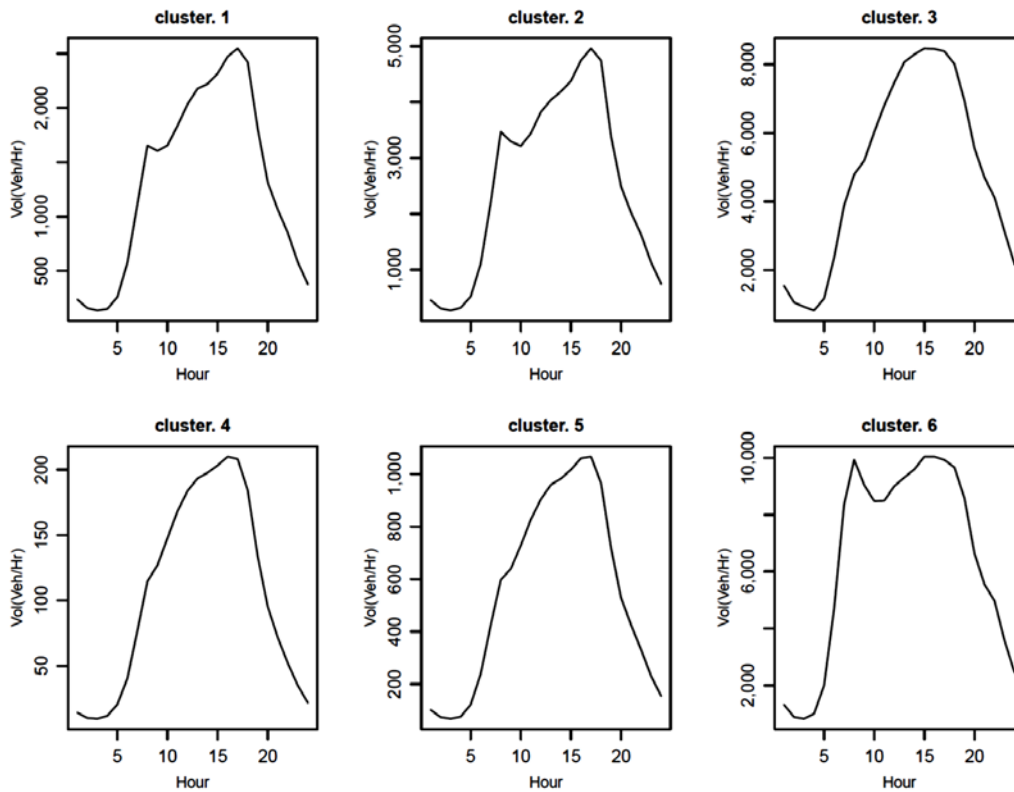 cluster. 1
Vol(Veh/Hr)
2,000
1,000
500
5 10 15 20
Hour
cluster. 2
Vol(Veh/Hr)
5,000
3,000
1,000
5 10 15 20
Hour
cluster. 3
Vol(Veh/Hr)
8,000
6,000
4,000
2,000
5 10 15 20
Hour
cluster. 4
Vol(Veh/Hr)
200
150
100
50
5 10 15 20
Hour
cluster. 5
Vol(Veh/Hr)
1,000
800
600
400
200
5 10 15 20
Hour
cluster. 6
Vol(Veh/Hr)
10,000
6,000
2,000
5 10 15 20
Hour